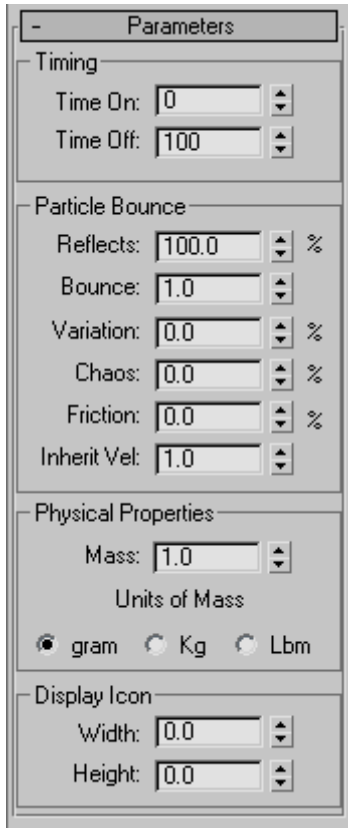 - Parameters
Timing
Time On: 0
Time Off: 100
Particle Bounce
Reflects: 100.0 %
Bounce: 1.0
Variation: 0.0 %
Chaos: 0.0 %
Friction: 0.0 %
Inherit Vel: 1.0
Physical Properties
Mass: 1.0
Units of Mass
gram Kg Lbm
Display Icon
Width: 0.0
Height: 0.0